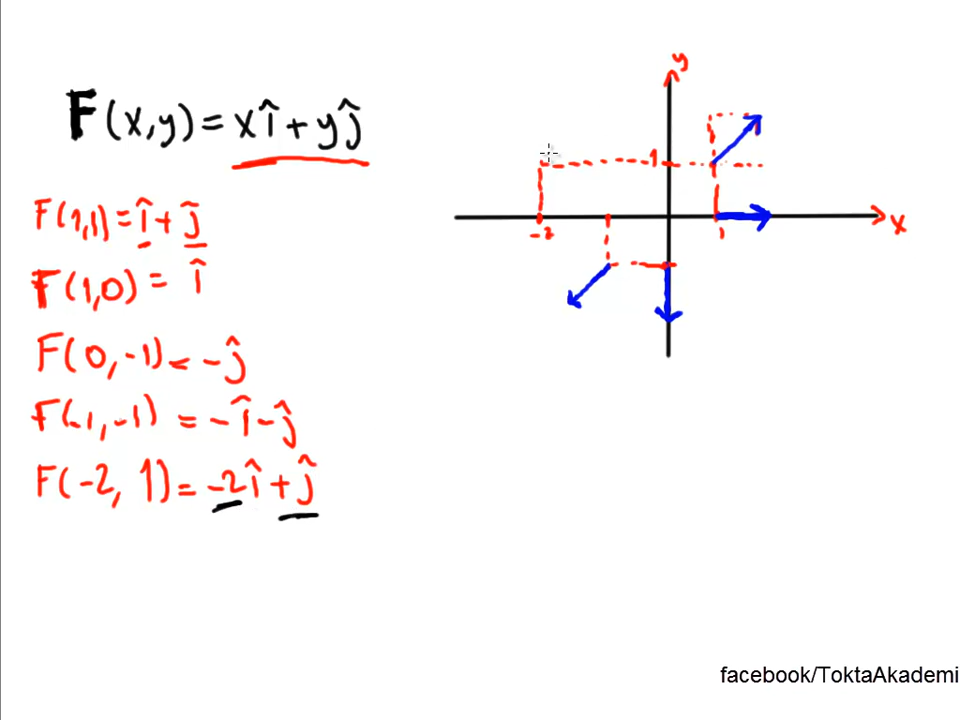 F(x,y) = xî + yĵ
F(1,1) = î + ĵ
F(1,0) = î
F(0,-1) = -ĵ
F(-1,-1) = -î-ĵ
F(-2, 1) = -2î + ĵ
y
1
-2
1
x
facebook/ToktaAkademi